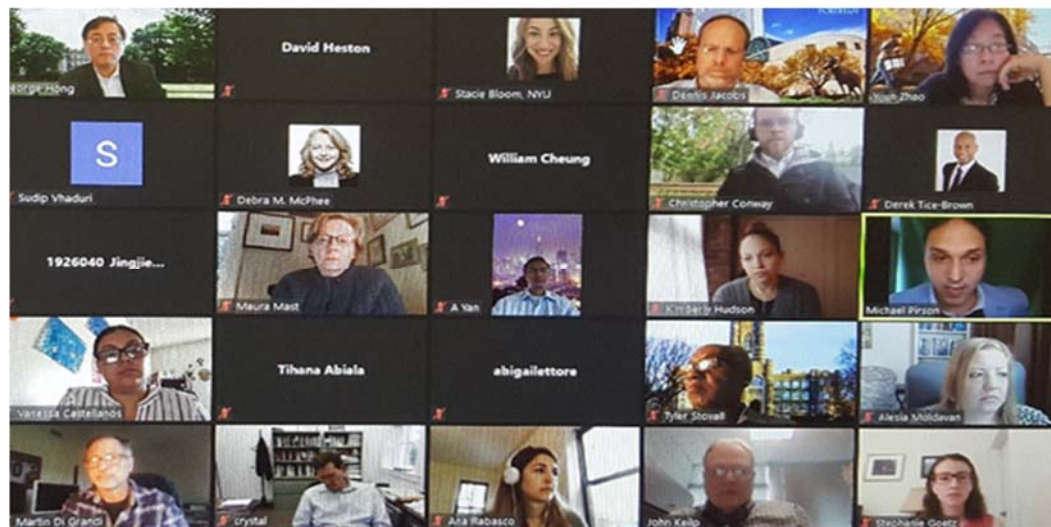 eorge Hong
David Heston
Stacie Bloom, NYU
Dennis Jacobs
Yijun Zhao
S
Sudip Vhaduri
Debra M. McPhee
William Cheung
Christopher Conway
Derek Tice-Brown
1926040 Jingjie...
Maura Mast
A Yan
Kimberly Hudson
Michael Pirson
Vanessa Castellanos
Tihana Abiala
abigailettore
Tyler Stovall
Alesia Moldavan
Martin Di Grandi
crystal
Ana Rabasco
John Keilp
Stephanie Goetz